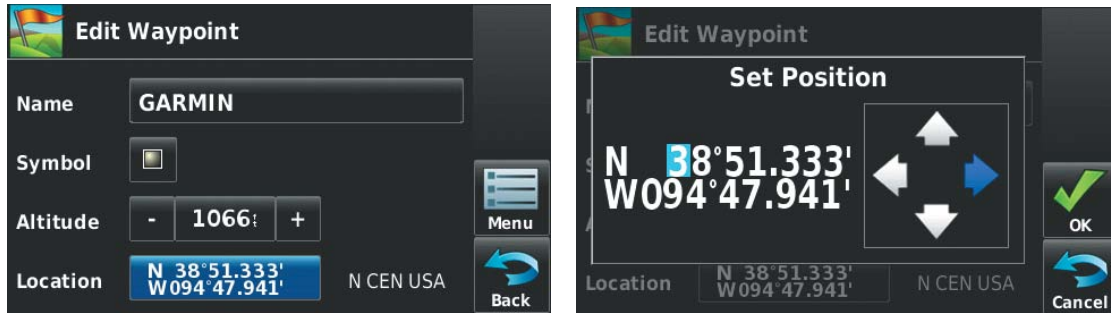 Edit Waypoint
Name
GARMIN
Symbol
Altitude
-
1066ft
+
Location
N 38°51.333'
W094°47.941'
N CEN USA
Menu
Back
Edit Waypoint
Set Position
N 38°51.333'
W094°47.941'
Location
N 38°51.333'
W094°47.941'
N CEN USA
OK
Cancel